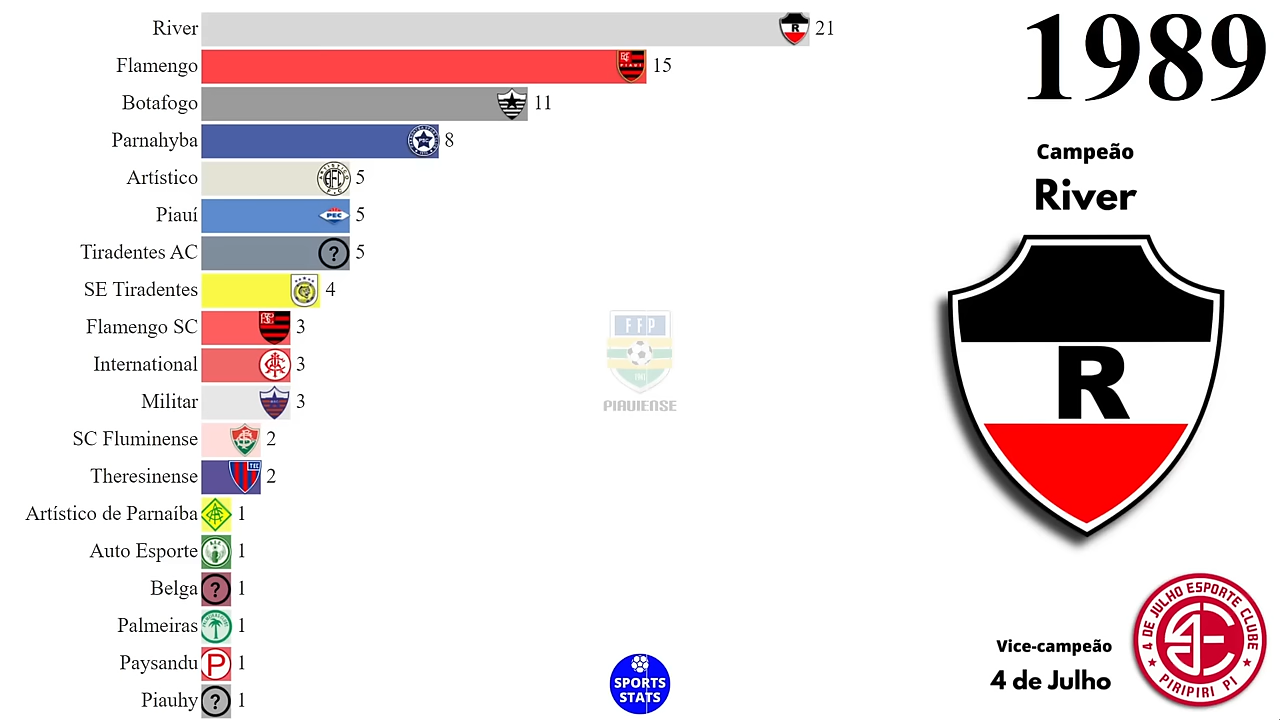 River 21
Flamengo 15
Botafogo 11
Parnahyba 8
Artístico 5
Piauí PEC 5
Tiradentes AC ? 5
SE Tiradentes 4
Flamengo SC 3
International 3
Militar 3
SC Fluminense 2
Theresinense TEC 2
Artístico de Parnaíba 1
Auto Esporte 1
Belga ? 1
Palmeiras 1
Paysandu P 1
Piauhy ? 1
FFP
PIAUIENSE
SPORTS
STATS
1989
Campeão
River
R
Vice-campeão
4 de Julho
4 DE JULHO ESPORTE CLUBE
PIRIPIRI PI